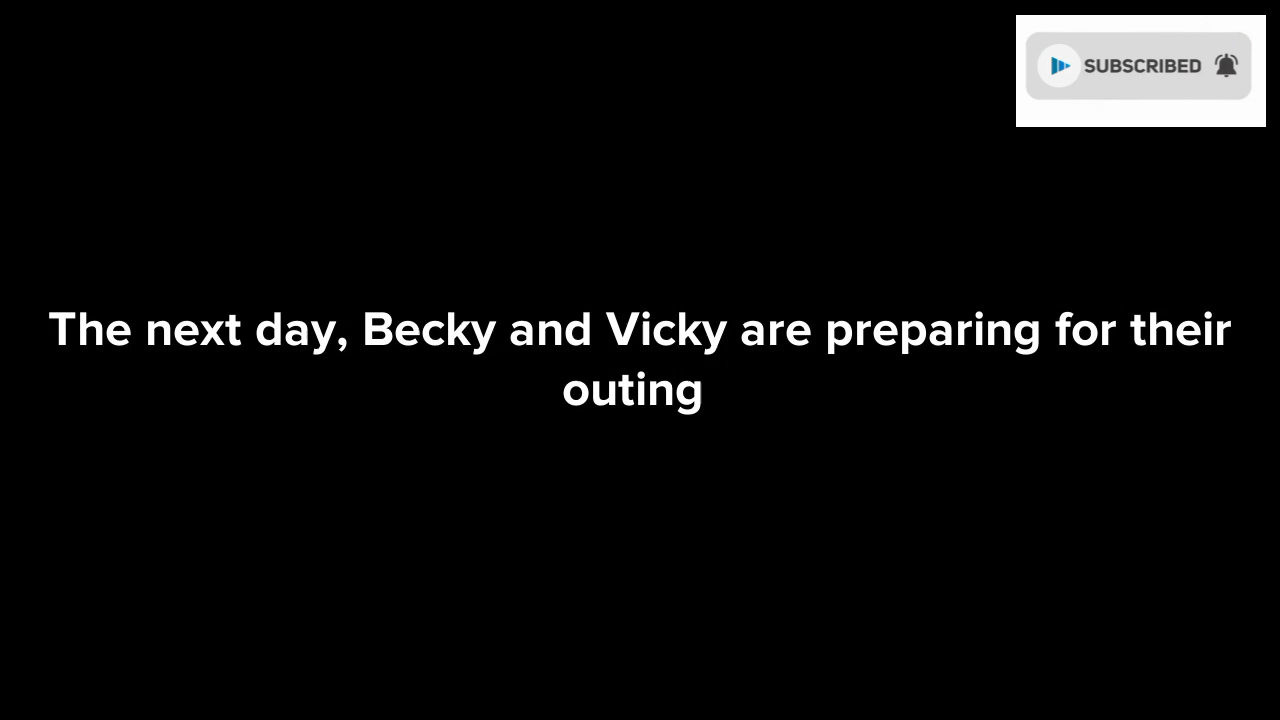 SUBSCRIBED
The next day, Becky and Vicky are preparing for their
outing